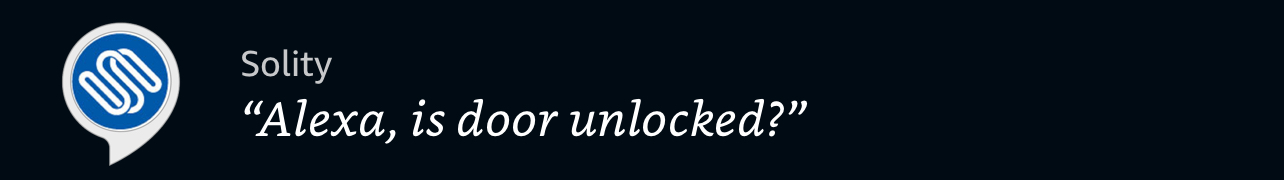 Solity
“Alexa, is door unlocked?”